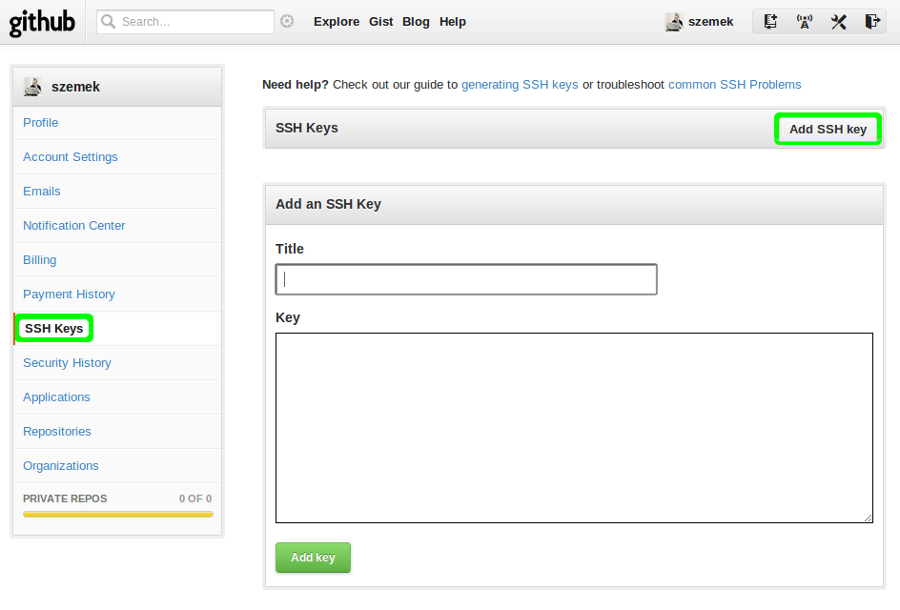 github Search... Explore Gist Blog Help szemek
szemek
Profile
Account Settings
Emails
Notification Center
Billing
Payment History
SSH Keys
Security History
Applications
Repositories
Organizations
PRIVATE REPOS 0 OF 0
Need help? Check out our guide to generating SSH keys or troubleshoot common SSH Problems
SSH Keys Add SSH key
Add an SSH Key
Title
Key
Add key